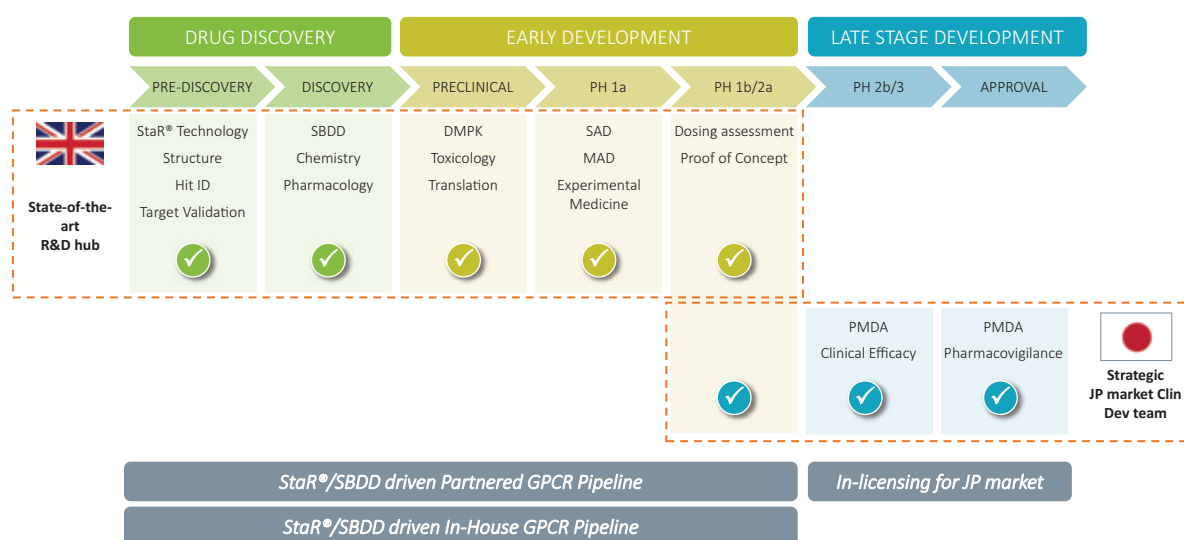 DRUG DISCOVERY
EARLY DEVELOPMENT
LATE STAGE DEVELOPMENT
PRE-DISCOVERY
DISCOVERY
PRECLINICAL
PH 1a
PH 1b/2a
PH 2b/3
APPROVAL
State-of-the-
art
R&D hub
StaR® Technology
Structure
Hit ID
Target Validation
SBDD
Chemistry
Pharmacology
DMPK
Toxicology
Translation
SAD
MAD
Experimental
Medicine
Dosing assessment
Proof of Concept
PMDA
Clinical Efficacy
PMDA
Pharmacovigilance
Strategic
JP market Clin
Dev team
StaR®/SBDD driven Partnered GPCR Pipeline
In-licensing for JP market
StaR®/SBDD driven In-House GPCR Pipeline